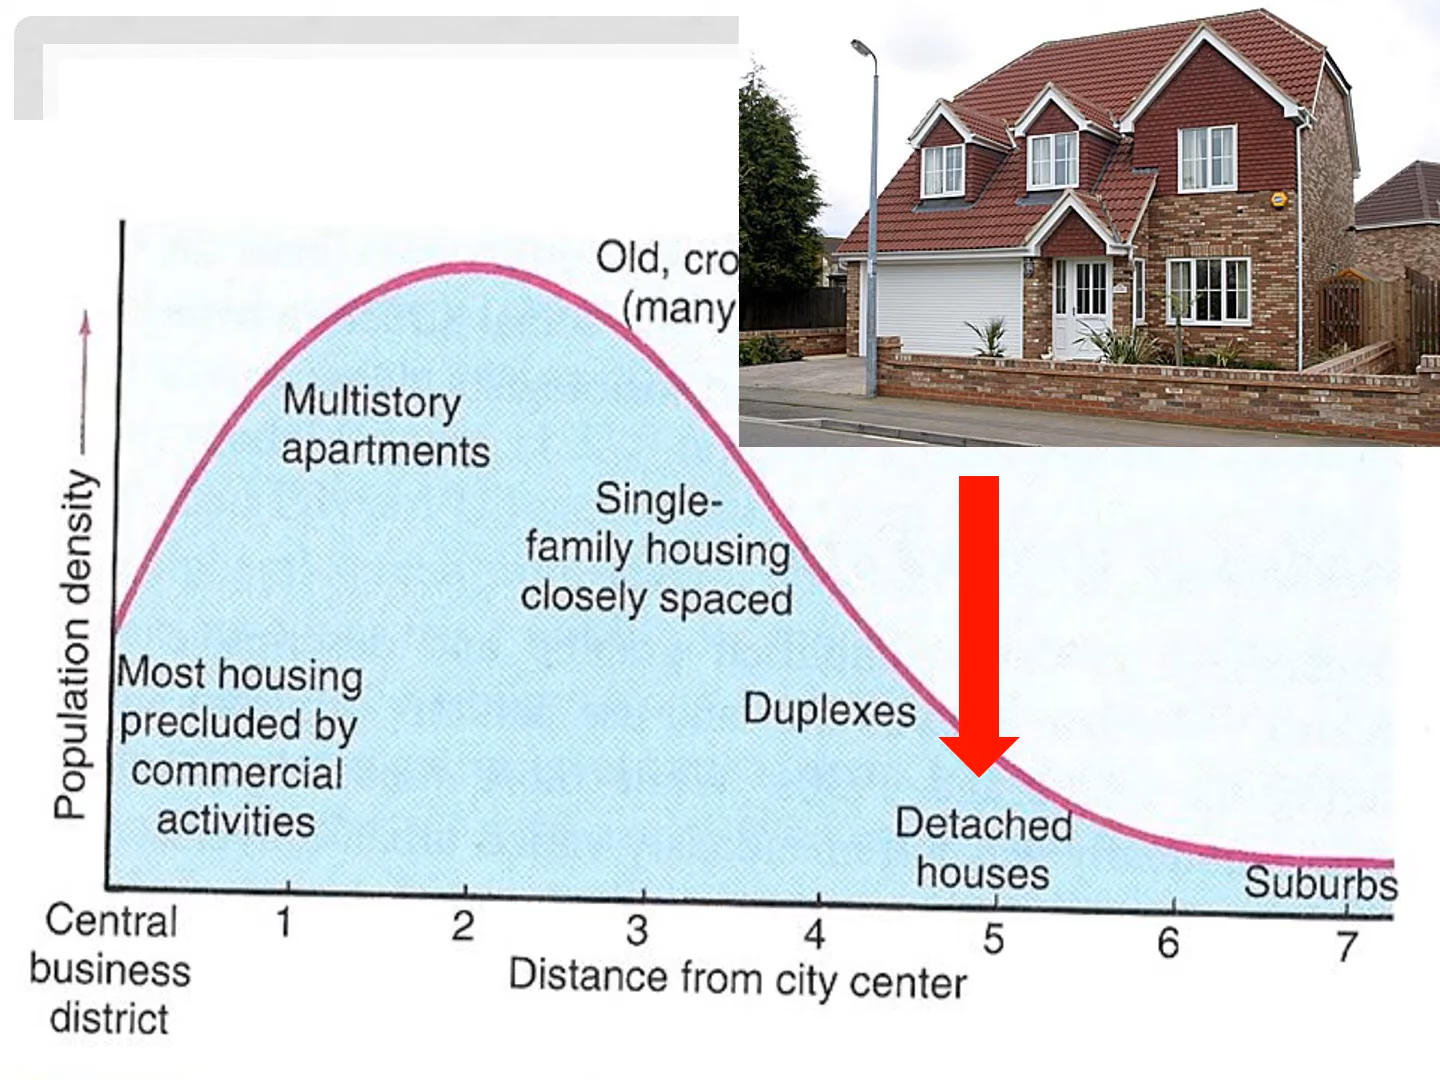 Old, cro
(many
Multistory
apartments
Single-
family housing
closely spaced
Duplexes
Most housing
precluded by
commercial
activities
Detached
houses
Suburbs
Population density
Central
business
district
1 2 3 4 5 6 7
Distance from city center